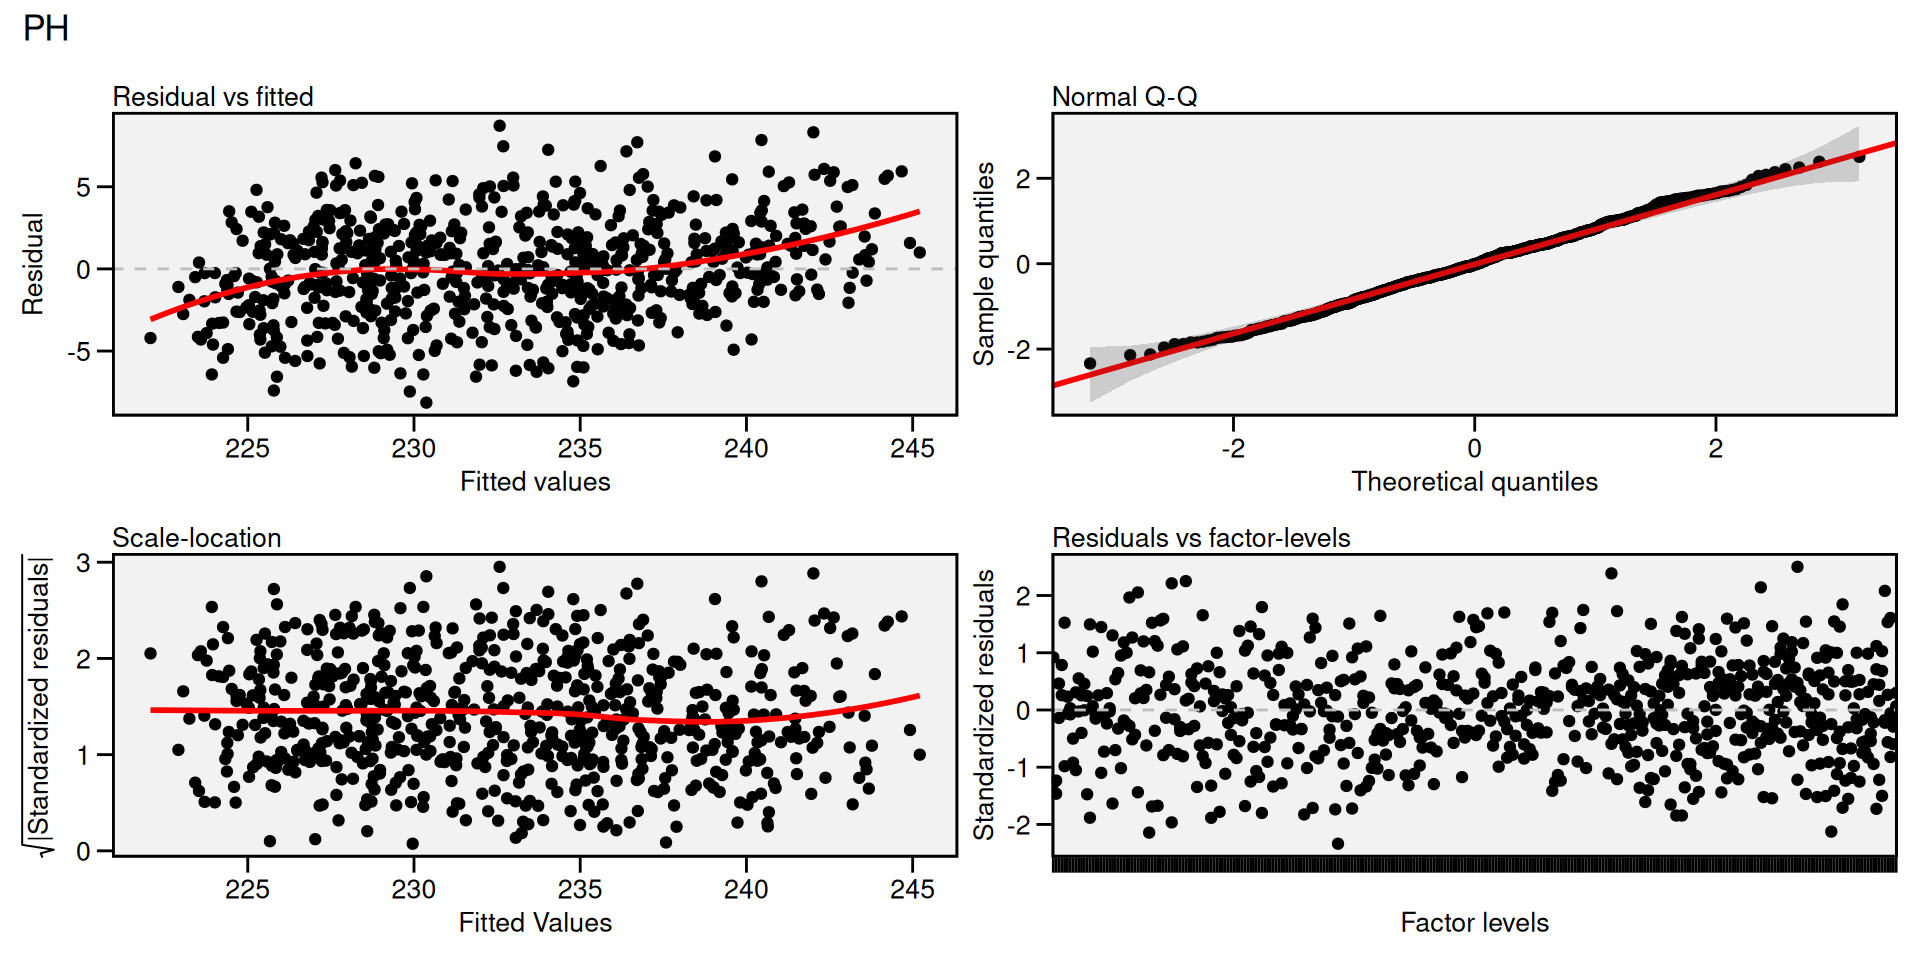 PH
Residual vs fitted
Residual
5
0
-5
225 230 235 240 245
Fitted values
Normal Q-Q
Sample quantiles
2
0
-2
-2 0 2
Theoretical quantiles
Scale-location
√|Standardized residuals|
3
2
1
0
225 230 235 240 245
Fitted Values
Residuals vs factor-levels
Standardized residuals
2
1
0
-1
-2
Factor levels